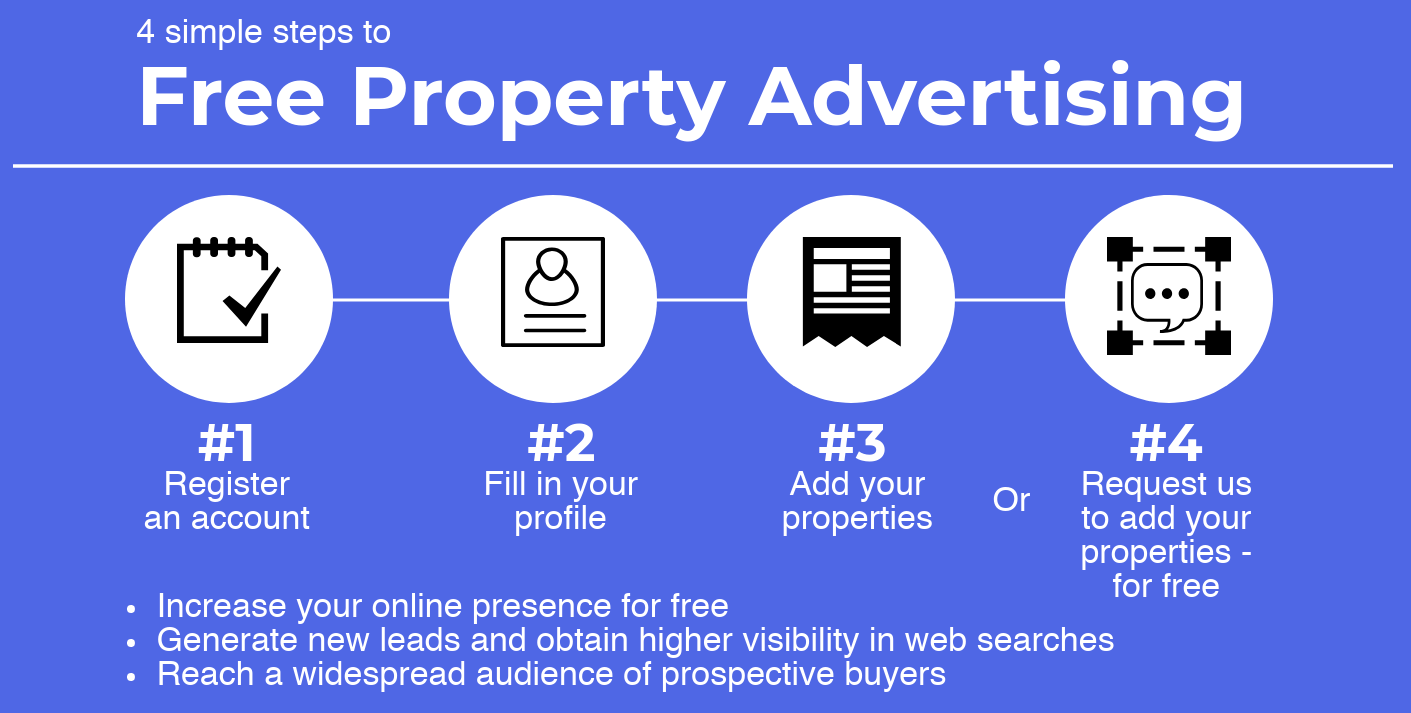 4 simple steps to
Free Property Advertising
#1
Register
an account
#2
Fill in your
profile
#3
Add your
properties
Or
#4
Request us
to add your
properties -
for free
• Increase your online presence for free
• Generate new leads and obtain higher visibility in web searches
• Reach a widespread audience of prospective buyers